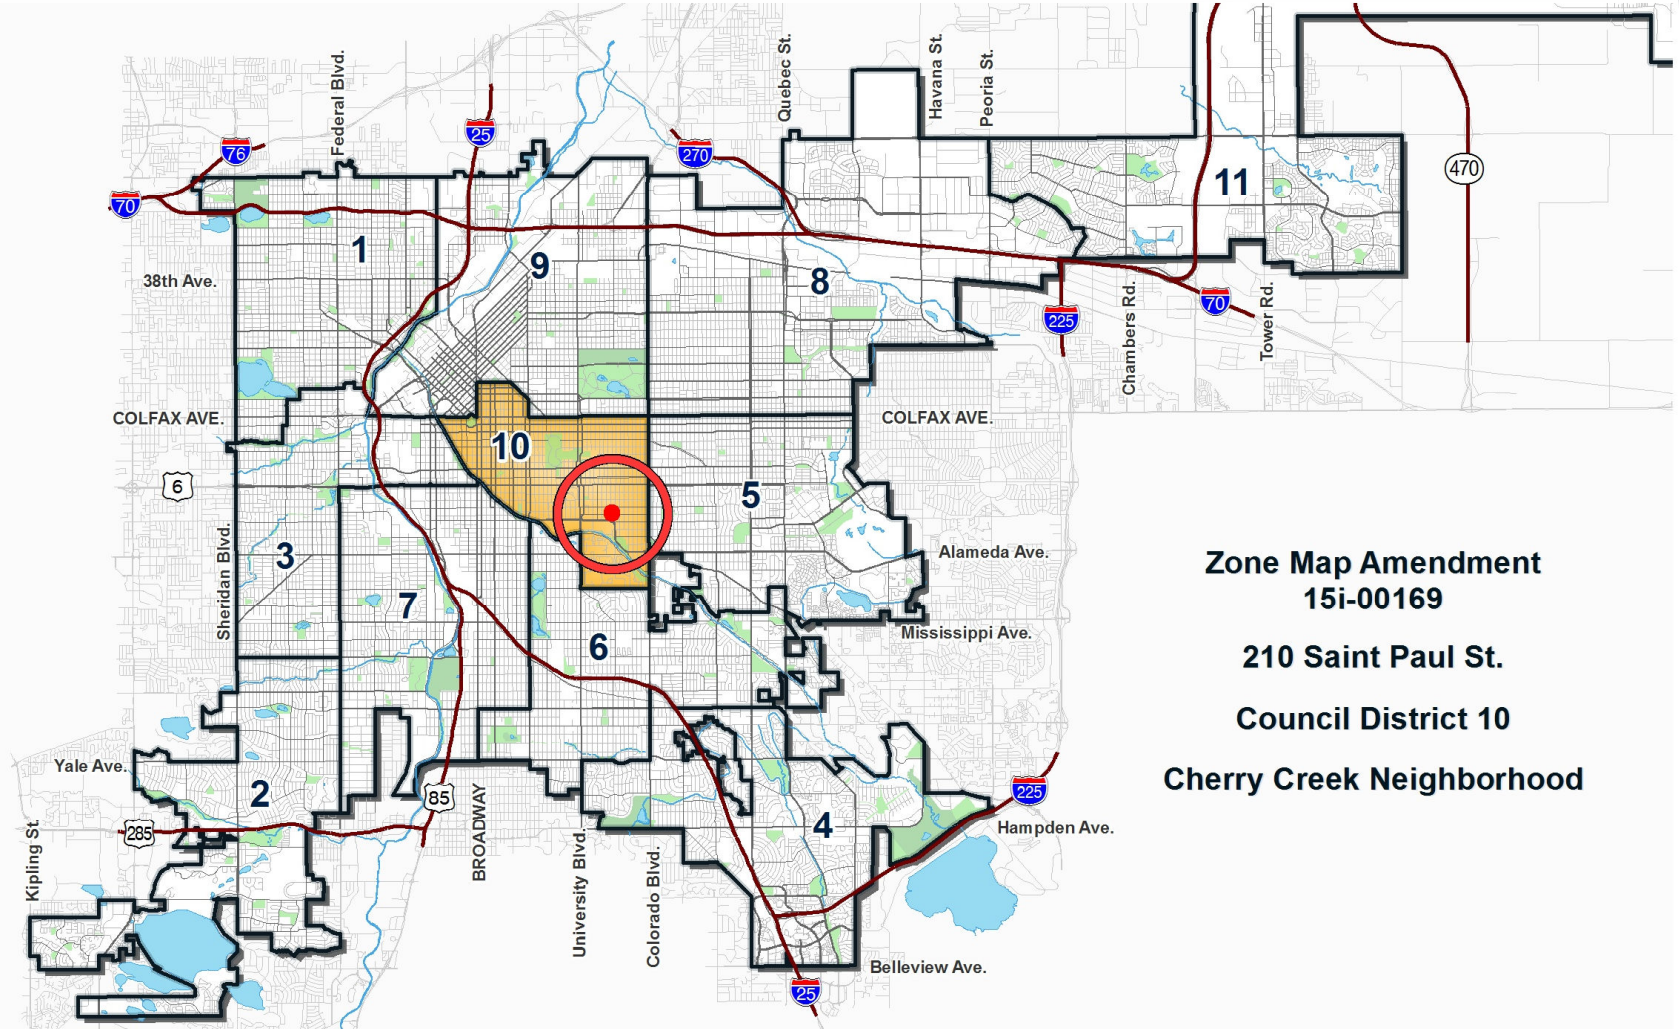 Federal Blvd.
Quebec St.
Havana St.
Peoria St.
25
76
270
70
470
11
1
9
8
38th Ave.
225
Chambers Rd.
70
Tower Rd.
COLFAX AVE.
COLFAX AVE.
10
6
5
Sheridan Blvd.
3
Alameda Ave.
7
Mississippi Ave.
6
Zone Map Amendment
15i-00169
210 Saint Paul St.
Council District 10
Cherry Creek Neighborhood
Yale Ave.
2
85
225
285
4
Hampden Ave.
Kipling St.
BROADWAY
University Blvd.
Colorado Blvd.
Belleview Ave.
25